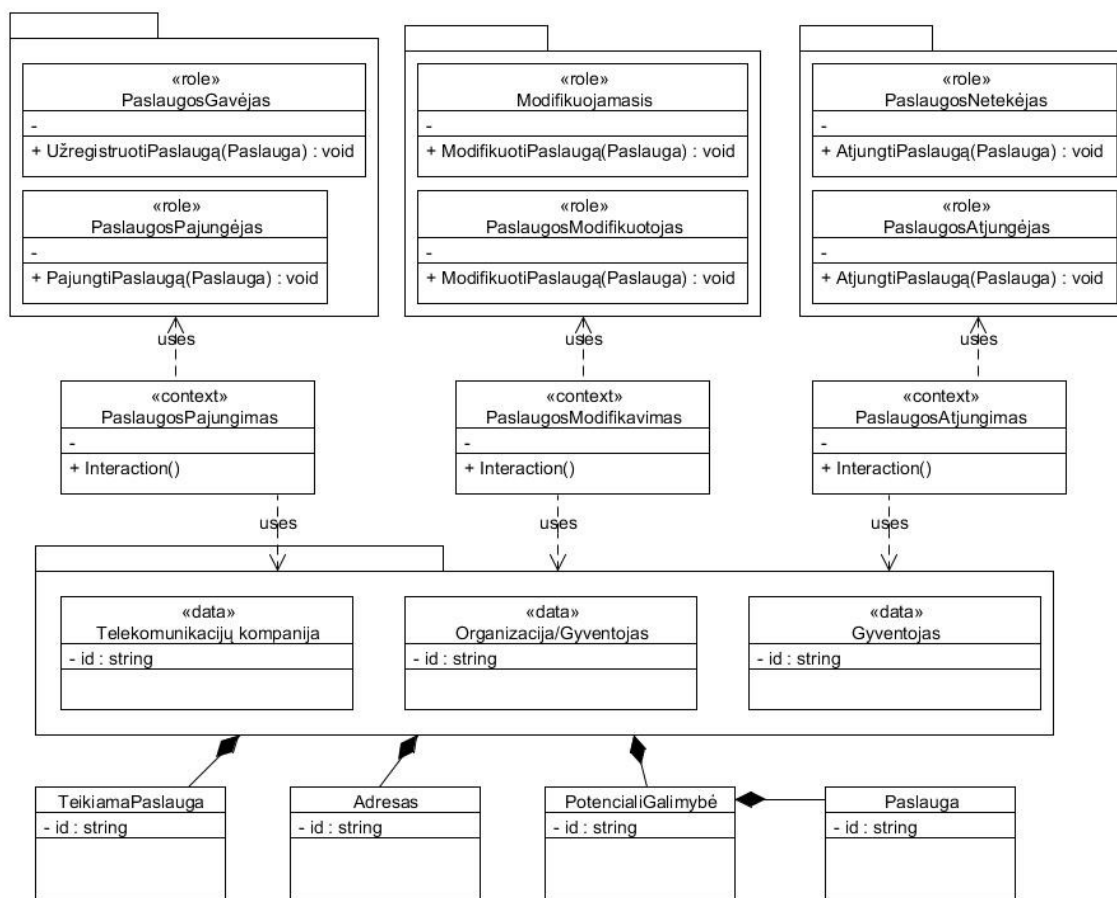 «role»
PaslaugosGavėjas
-
+ UžregistruotiPaslaugą(Paslauga) : void
«role»
PaslaugosPajungėjas
-
+ PajungtiPaslaugą(Paslauga) : void
«role»
Modifikuojamasis
-
+ ModifikuotiPaslaugą(Paslauga) : void
«role»
PaslaugosModifikuotojas
-
+ ModifikuotiPaslaugą(Paslauga) : void
«role»
PaslaugosNetekėjas
-
+ AtjungtiPaslaugą(Paslauga) : void
«role»
PaslaugosAtjungėjas
-
+ AtjungtiPaslaugą(Paslauga) : void
uses
uses
uses
«context»
PaslaugosPajungimas
-
+ Interaction()
«context»
PaslaugosModifikavimas
-
+ Interaction()
«context»
PaslaugosAtjungimas
-
+ Interaction()
uses
uses
uses
«data»
Telekomunikacijų kompanija
- id : string
«data»
Organizacija/Gyventojas
- id : string
«data»
Gyventojas
- id : string
TeikiamaPaslauga
- id : string
Adresas
- id : string
PotencialiGalimybė
- id : string
Paslauga
- id : string